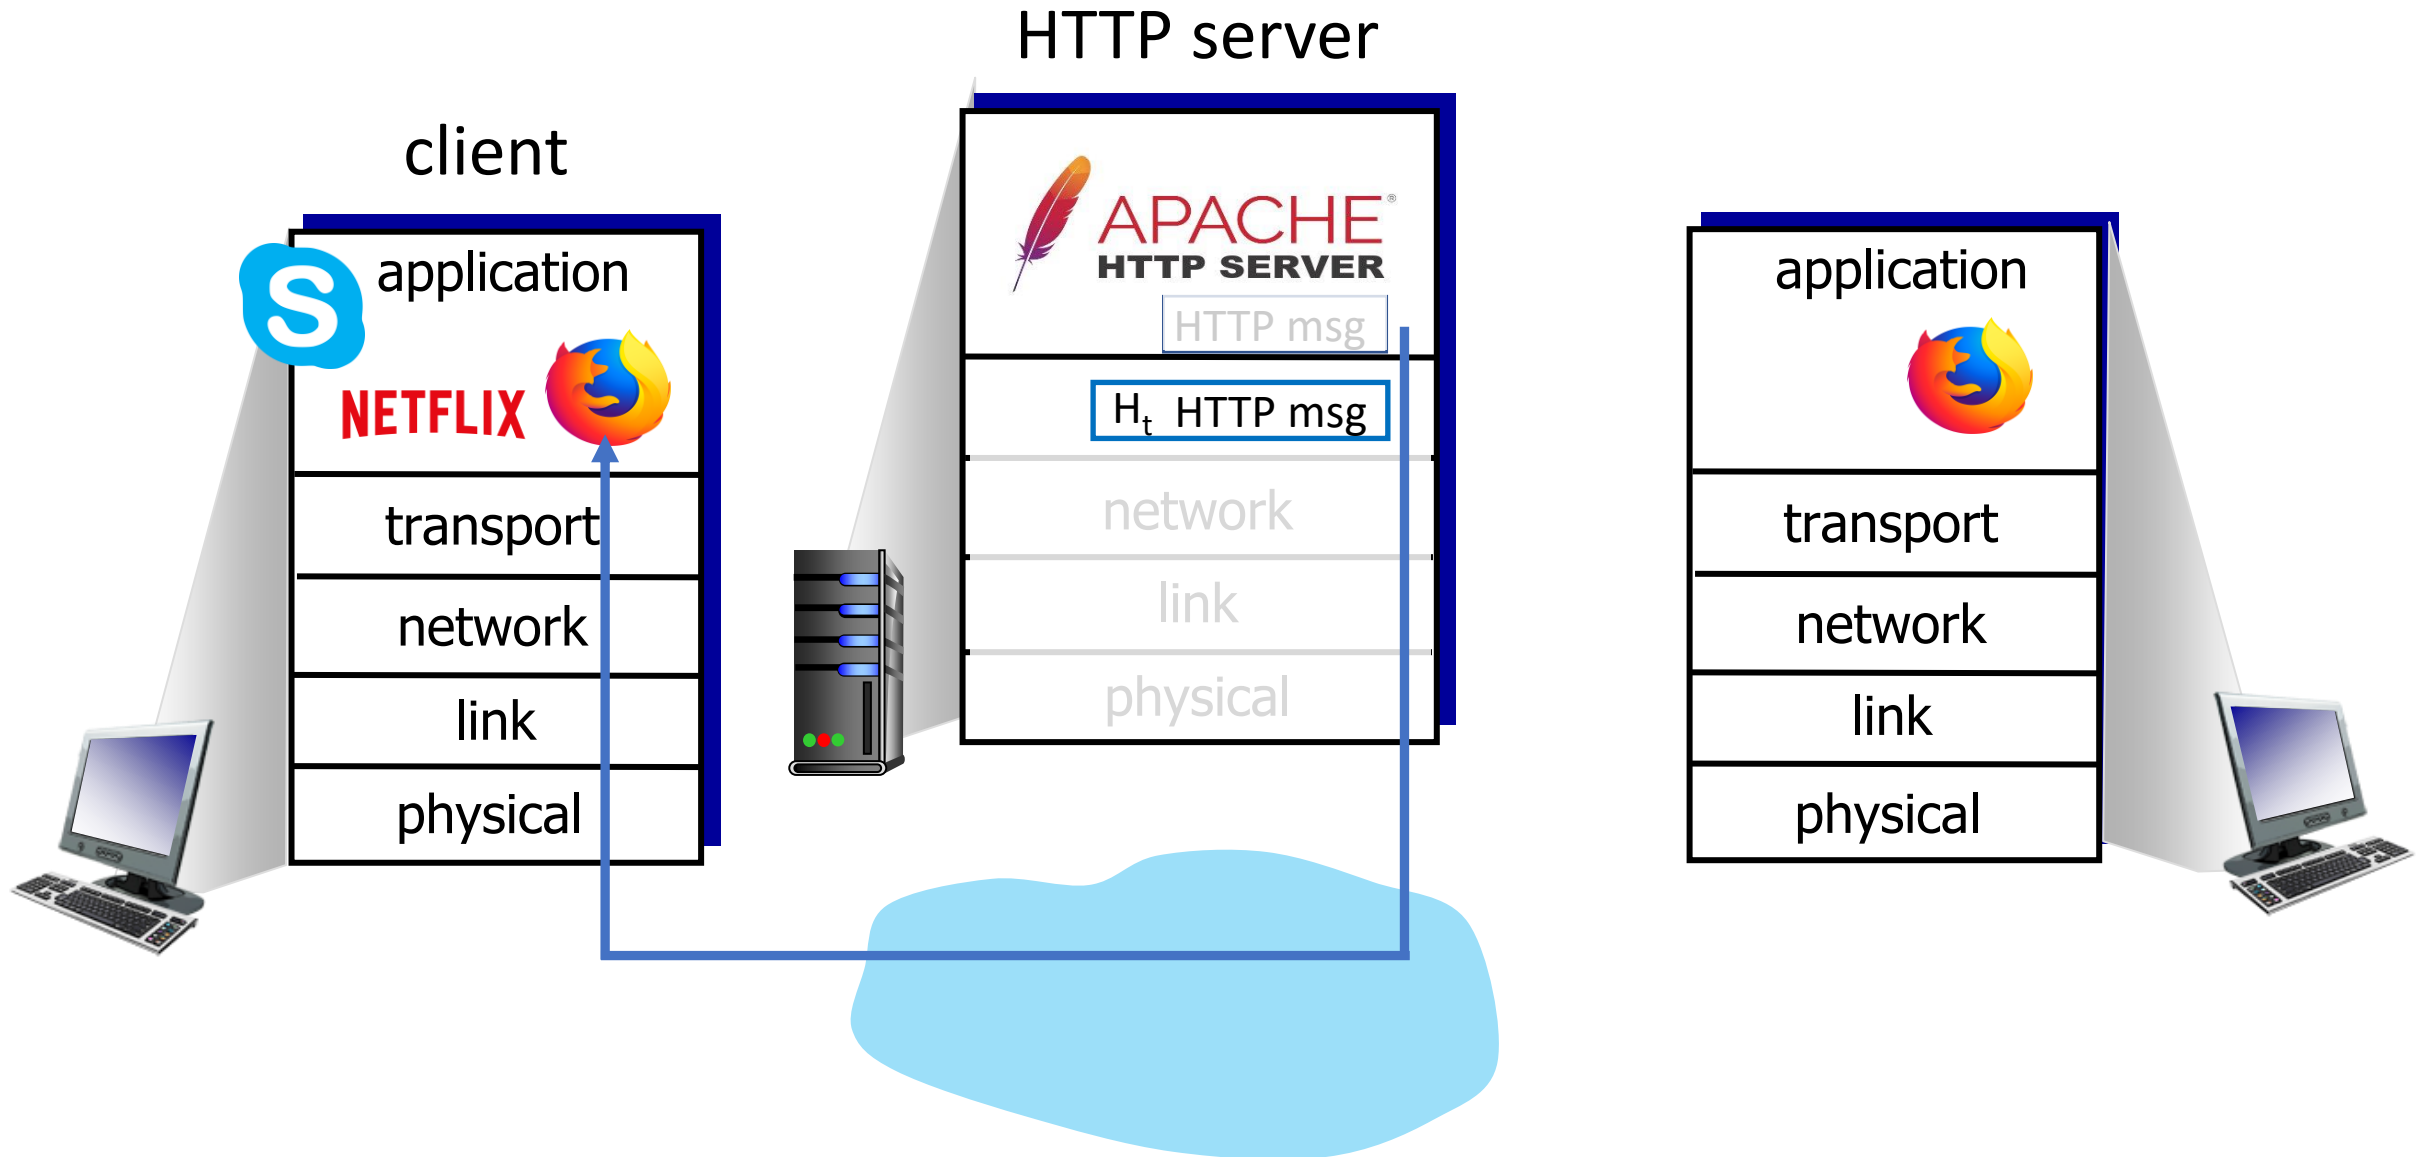 HTTP server
client
application
NETFLIX
transport
network
link
physical
APACHE®
HTTP SERVER
HTTP msg
Ht HTTP msg
network
link
physical
application
transport
network
link
physical